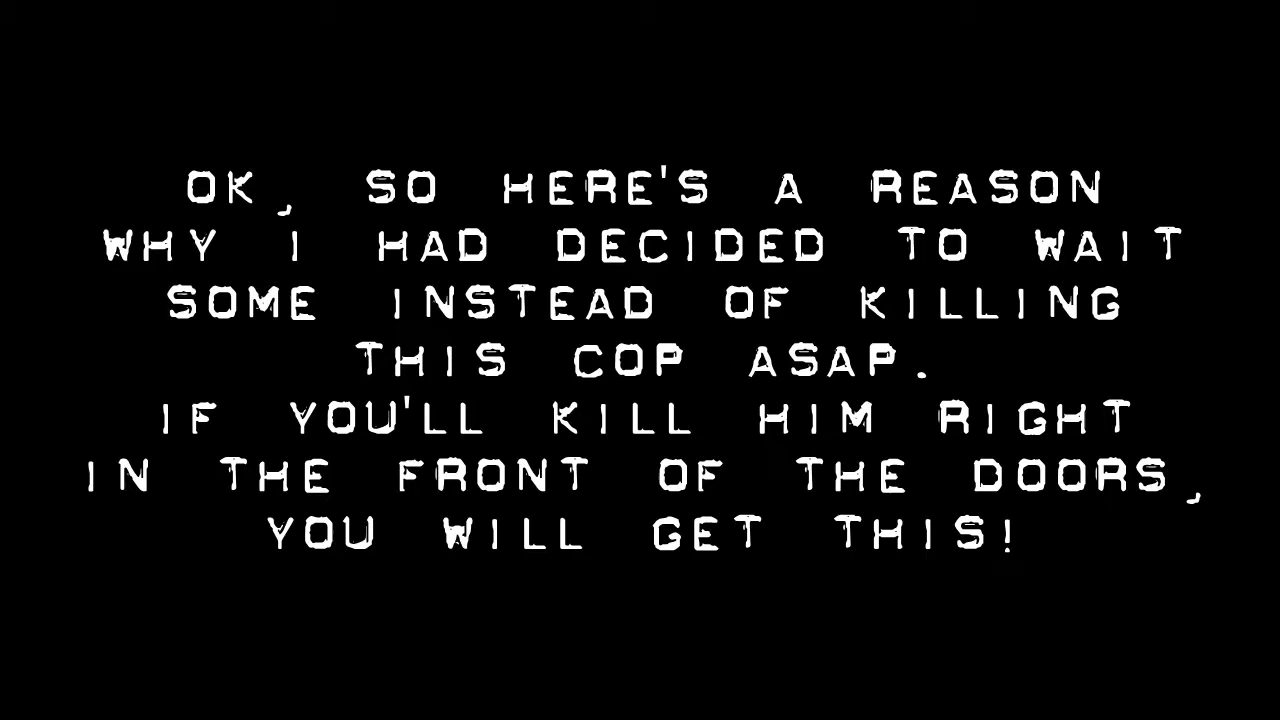 OK, SO HERE'S A REASON
WHY I HAD DECIDED TO WAIT
SOME INSTEAD OF KILLING
THIS COP ASAP.
IF YOU'LL KILL HIM RIGHT
IN THE FRONT OF THE DOORS,
YOU WILL GET THIS!